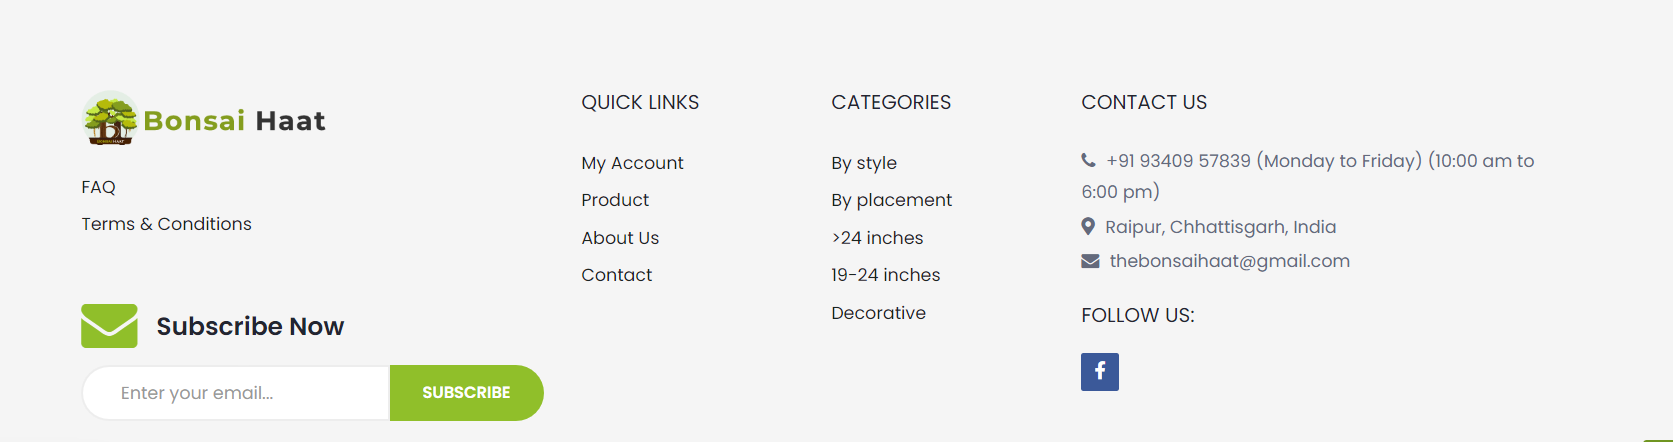 Bonsai Haat
BONSAI HAAT
FAQ
Terms & Conditions
Subscribe Now
Enter your email...
SUBSCRIBE
QUICK LINKS
My Account
Product
About Us
Contact
CATEGORIES
By style
By placement
>24 inches
19-24 inches
Decorative
CONTACT US
+91 93409 57839 (Monday to Friday) (10:00 am to
6:00 pm)
Raipur, Chhattisgarh, India
thebonsaihaat@gmail.com
FOLLOW US: